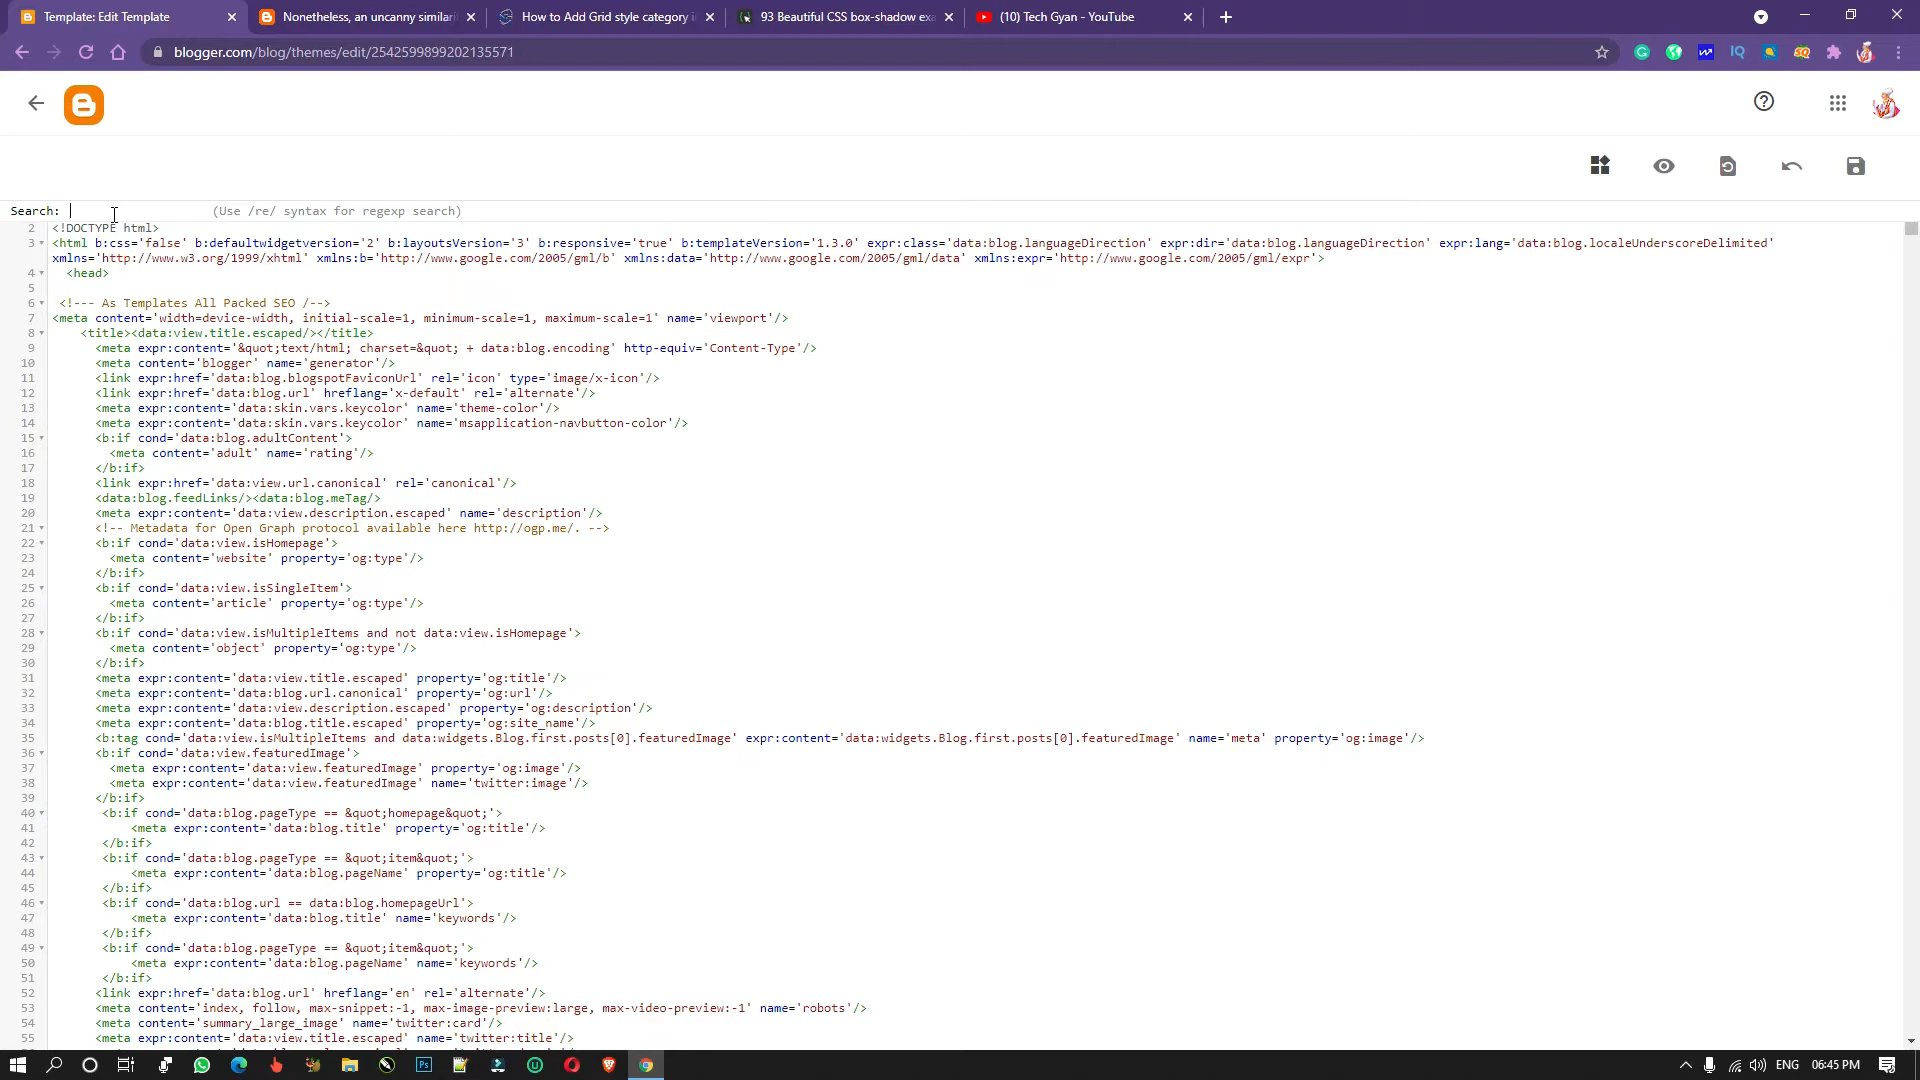 Template: Edit Template
Nonetheless, an uncanny similari
How to Add Grid style category i
93 Beautiful CSS box-shadow exa
(10) Tech Gyan - YouTube
blogger.com/blog/themes/edit/2542599899202135571
Search:
(Use /re/ syntax for regexp search)
2 <!DOCTYPE html>
3 <html b:css='false' b:defaultwidgetversion='2' b:layoutsVersion='3' b:responsive='true' b:templateVersion='1.3.0' expr:class='data:blog.languageDirection' expr:dir='data:blog.languageDirection' expr:lang='data:blog.localeUnderscoreDelimited'
xmlns='http://www.w3.org/1999/xhtml' xmlns:b='http://www.google.com/2005/gml/b' xmlns:data='http://www.google.com/2005/gml/data' xmlns:expr='http://www.google.com/2005/gml/expr'>
4 <head>
5
6 <!--- As Templates All Packed SEO /-->
7 <meta content='width=device-width, initial-scale=1, minimum-scale=1, maximum-scale=1' name='viewport'/>
8 <title><data:view.title.escaped/></title>
9 <meta expr:content='&quot;text/html; charset=&quot; + data:blog.encoding' http-equiv='Content-Type'/>
10 <meta content='blogger' name='generator'/>
11 <link expr:href='data:blog.blogspotFaviconUrl' rel='icon' type='image/x-icon'/>
12 <link expr:href='data:blog.url' hreflang='x-default' rel='alternate'/>
13 <meta expr:content='data:skin.vars.keycolor' name='theme-color'/>
14 <meta expr:content='data:skin.vars.keycolor' name='msapplication-navbutton-color'/>
15 <b:if cond='data:blog.adultContent'>
16 <meta content='adult' name='rating'/>
17 </b:if>
18 <link expr:href='data:view.url.canonical' rel='canonical'/>
19 <data:blog.feedLinks/><data:blog.meTag/>
20 <meta expr:content='data:view.description.escaped' name='description'/>
21 <!-- Metadata for Open Graph protocol available here http://ogp.me/. -->
22 <b:if cond='data:view.isHomepage'>
23 <meta content='website' property='og:type'/>
24 </b:if>
25 <b:if cond='data:view.isSingleItem'>
26 <meta content='article' property='og:type'/>
27 </b:if>
28 <b:if cond='data:view.isMultipleItems and not data:view.isHomepage'>
29 <meta content='object' property='og:type'/>
30 </b:if>
31 <meta expr:content='data:view.title.escaped' property='og:title'/>
32 <meta expr:content='data:blog.url.canonical' property='og:url'/>
33 <meta expr:content='data:view.description.escaped' property='og:description'/>
34 <meta expr:content='data:blog.title.escaped' property='og:site_name'/>
35 <b:tag cond='data:view.isMultipleItems and data:widgets.Blog.first.posts[0].featuredImage' expr:content='data:widgets.Blog.first.posts[0].featuredImage' name='meta' property='og:image'/>
36 <b:if cond='data:view.featuredImage'>
37 <meta expr:content='data:view.featuredImage' property='og:image'/>
38 <meta expr:content='data:view.featuredImage' name='twitter:image'/>
39 </b:if>
40 <b:if cond='data:blog.pageType == &quot;homepage&quot;'>
41 <meta expr:content='data:blog.title' property='og:title'/>
42 </b:if>
43 <b:if cond='data:blog.pageType == &quot;item&quot;'>
44 <meta expr:content='data:blog.pageName' property='og:title'/>
45 </b:if>
46 <b:if cond='data:blog.url == data:blog.homepageUrl'>
47 <meta expr:content='data:blog.title' name='keywords'/>
48 </b:if>
49 <b:if cond='data:blog.pageType == &quot;item&quot;'>
50 <meta expr:content='data:blog.pageName' name='keywords'/>
51 </b:if>
52 <link expr:href='data:blog.url' hreflang='en' rel='alternate'/>
53 <meta content='index, follow, max-snippet:-1, max-image-preview:large, max-video-preview:-1' name='robots'/>
54 <meta content='summary_large_image' name='twitter:card'/>
55 <meta expr:content='data:view.title.escaped' name='twitter:title'/>
ENG
06:45 PM